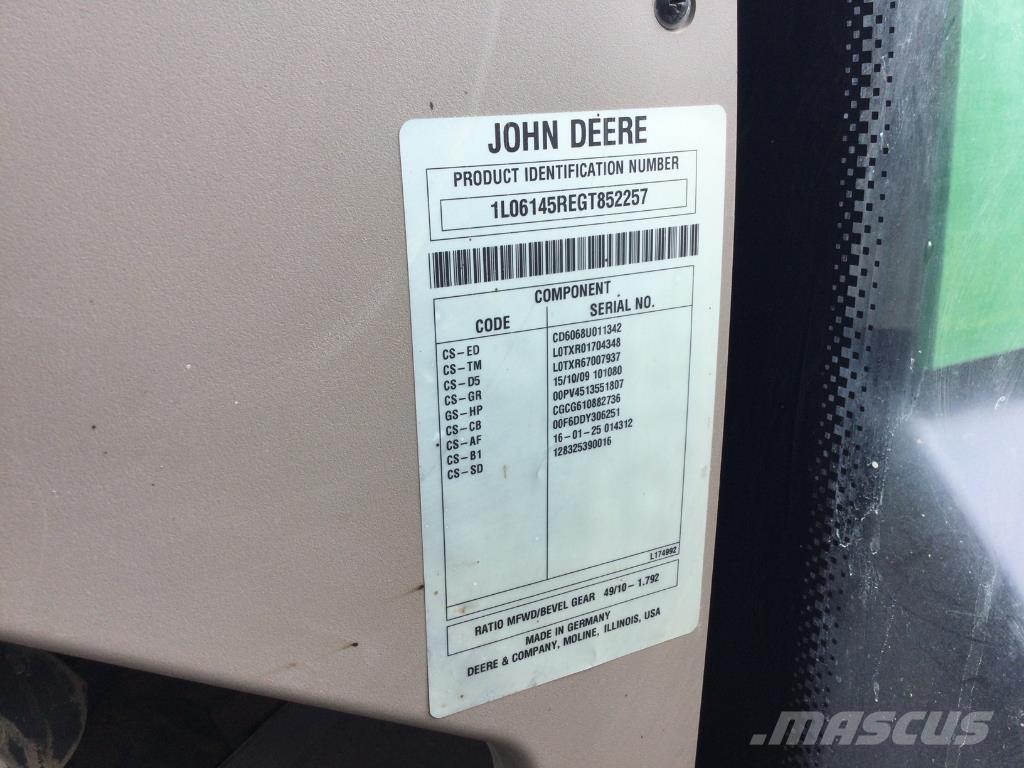 JOHN DEERE
PRODUCT IDENTIFICATION NUMBER
1L06145REGT852257
COMPONENT
CODE SERIAL NO.
CS-ED CD6068U011342
CS-TM L0TXR01704348
CS-D5 L0TXR67007937
CS-GR 15/10/09 101080
GS-HP 00PV4513551807
CS-CB CGCG610882736
CS-AF 00F6DDY306251
CS-B1 16-01-25 014312
CS-SD 128325390016
L174992
RATIO MFWD/BEVEL GEAR 49/10-1.792
MADE IN GERMANY
DEERE & COMPANY, MOLINE, ILLINOIS, USA
MASCUS